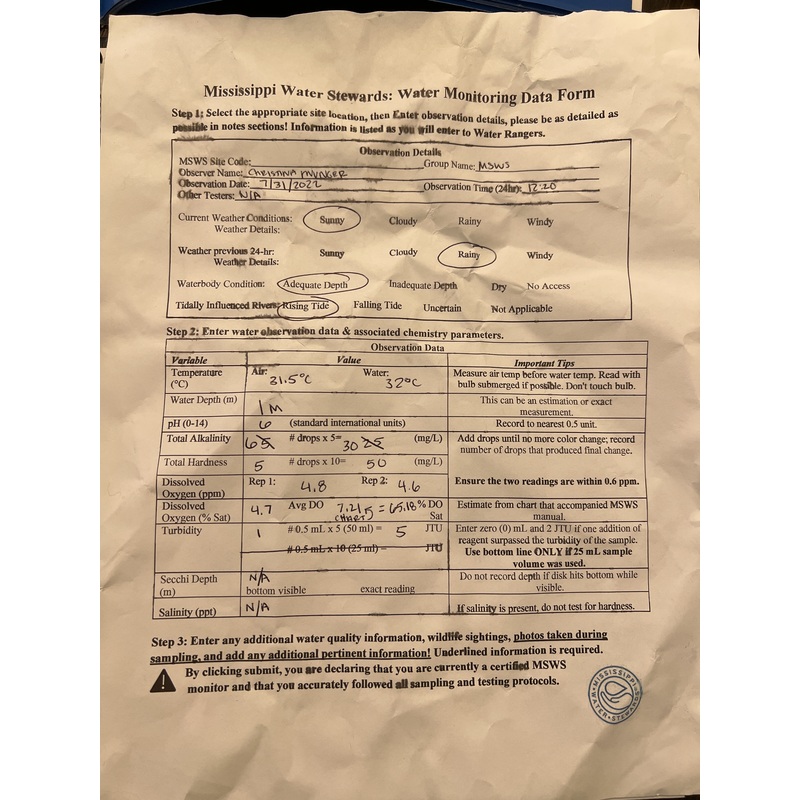 Mississippi Water Stewards: Water Monitoring Data Form
Step 1: Select the appropriate site location, then Enter observation details, please be as detailed as
possible in notes sections! Information is listed as you will enter to Water Rangers.
Observation Details
MSWS Site Code: Group Name: MSWS
Observer Name: CHRISTINA MUNGER
Observation Date: 7/31/2022 Observation Time (24hr): 12:20
Other Testers: N/A
Current Weather Conditions: Sunny Cloudy Rainy Windy
Weather Details:
Weather previous 24-hr: Sunny Cloudy Rainy Windy
Weather Details:
Waterbody Condition: Adequate Depth Inadequate Depth Dry No Access
Tidally Influenced Rivers: Rising Tide Falling Tide Uncertain Not Applicable
Step 2: Enter water observation data & associated chemistry parameters.
Observation Data
Variable Value Important Tips
Temperature (°C) Air: 31.5°C Water: 32°C Measure air temp before water temp. Read with
bulb submerged if possible. Don't touch bulb.
Water Depth (m) 1M This can be an estimation or exact
measurement.
pH (0-14) 6 (standard international units) Record to nearest 0.5 unit.
Total Alkalinity 6 5 # drops x 5= 30 25 (mg/L) Add drops until no more color change; record
number of drops that produced final change.
Total Hardness 5 # drops x 10= 50 (mg/L)
Dissolved Oxygen (ppm) Rep 1: 4.8 Rep 2: 4.6 Ensure the two readings are within 0.6 ppm.
Dissolved Oxygen (% Sat) 4.7 Avg DO 7.21 = 65.18% DO Sat Estimate from chart that accompanied MSWS
(CHART) manual.
Turbidity 1 # 0.5 mL x 5 (50 ml) = 5 JTU Enter zero (0) mL and 2 JTU if one addition of
reagent surpassed the turbidity of the sample.
# 0.5 mL x 10 (25 ml) = JTU Use bottom line ONLY if 25 mL sample
volume was used.
Secchi Depth (m) N/A Do not record depth if disk hits bottom while
bottom visible exact reading visible.
Salinity (ppt) N/A If salinity is present, do not test for hardness.
Step 3: Enter any additional water quality information, wildlife sightings, photos taken during
sampling, and add any additional pertinent information! Underlined information is required.
By clicking submit, you are declaring that you are currently a certified MSWS
monitor and that you accurately followed all sampling and testing protocols.
MISSISSIPPI WATER STEWARDS